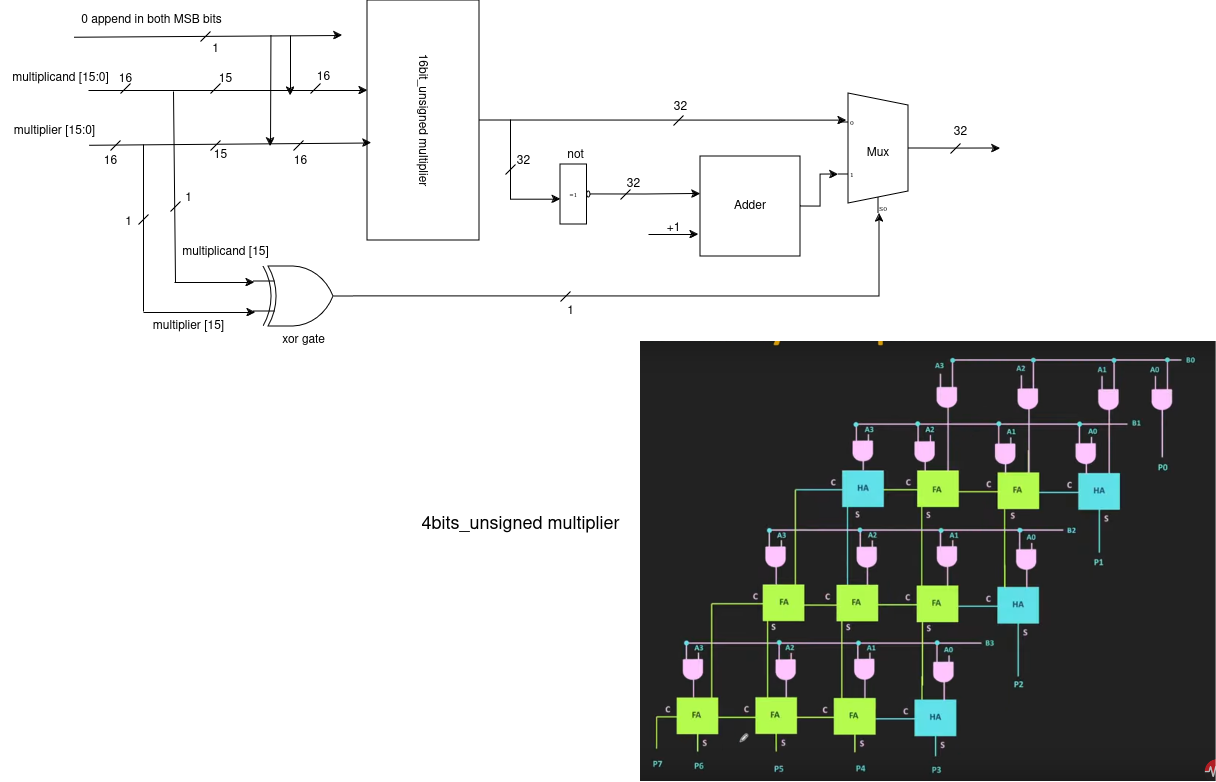 0 append in both MSB bits
1
multiplicand [15:0]
16
15
16
multiplier [15:0]
16
15
16
16bit_unsigned multiplier
32
32
not
=1
32
+1
Adder
0
Mux
1
S0
32
1
1
multiplicand [15]
multiplier [15]
xor gate
1
4bits_unsigned multiplier
A3
A2
A1
A0
B0
A3
A2
A1
A0
B1
P0
C
HA
C
FA
C
FA
C
HA
S
S
S
P1
A3
A2
A1
A0
B2
C
FA
C
FA
C
FA
C
HA
S
S
S
S
P2
A3
A2
A1
A0
B3
C
FA
C
FA
C
FA
C
HA
S
S
S
S
P7
P6
P5
P4
P3